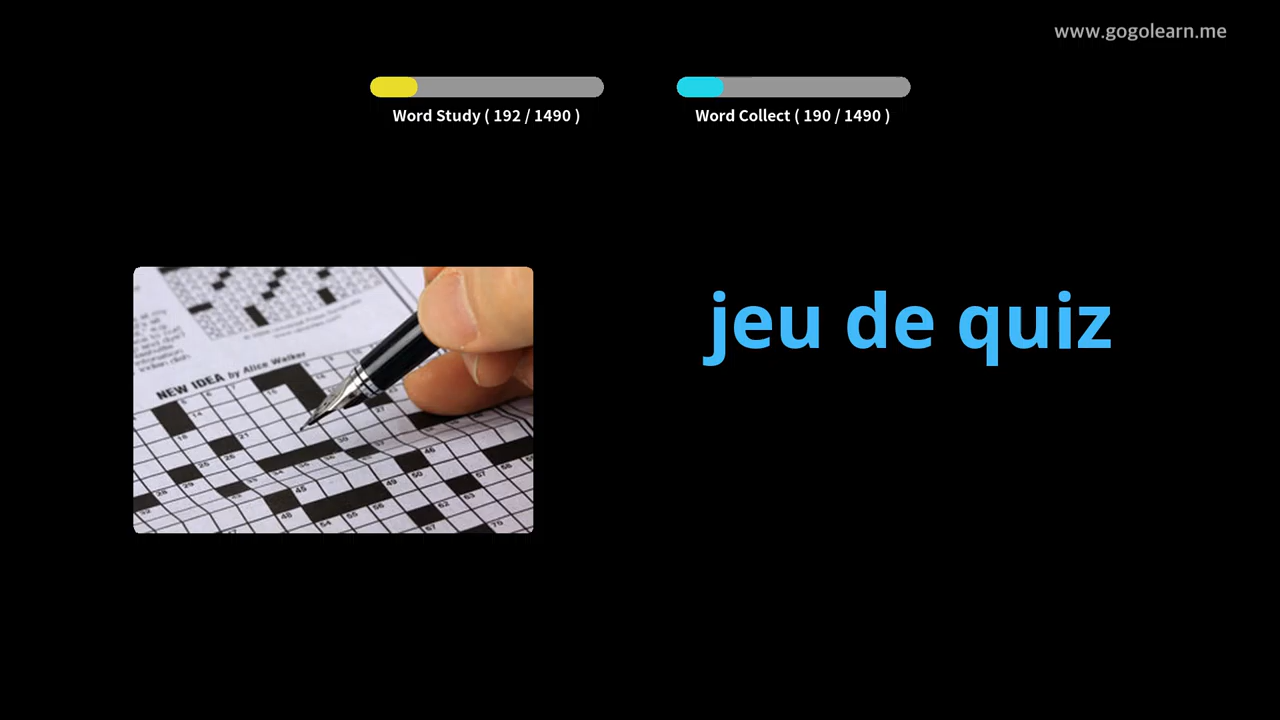 www.gogolearn.me
Word Study ( 192 / 1490 )
Word Collect ( 190 / 1490 )
jeu de quiz
NEW IDEA by Alice Walker